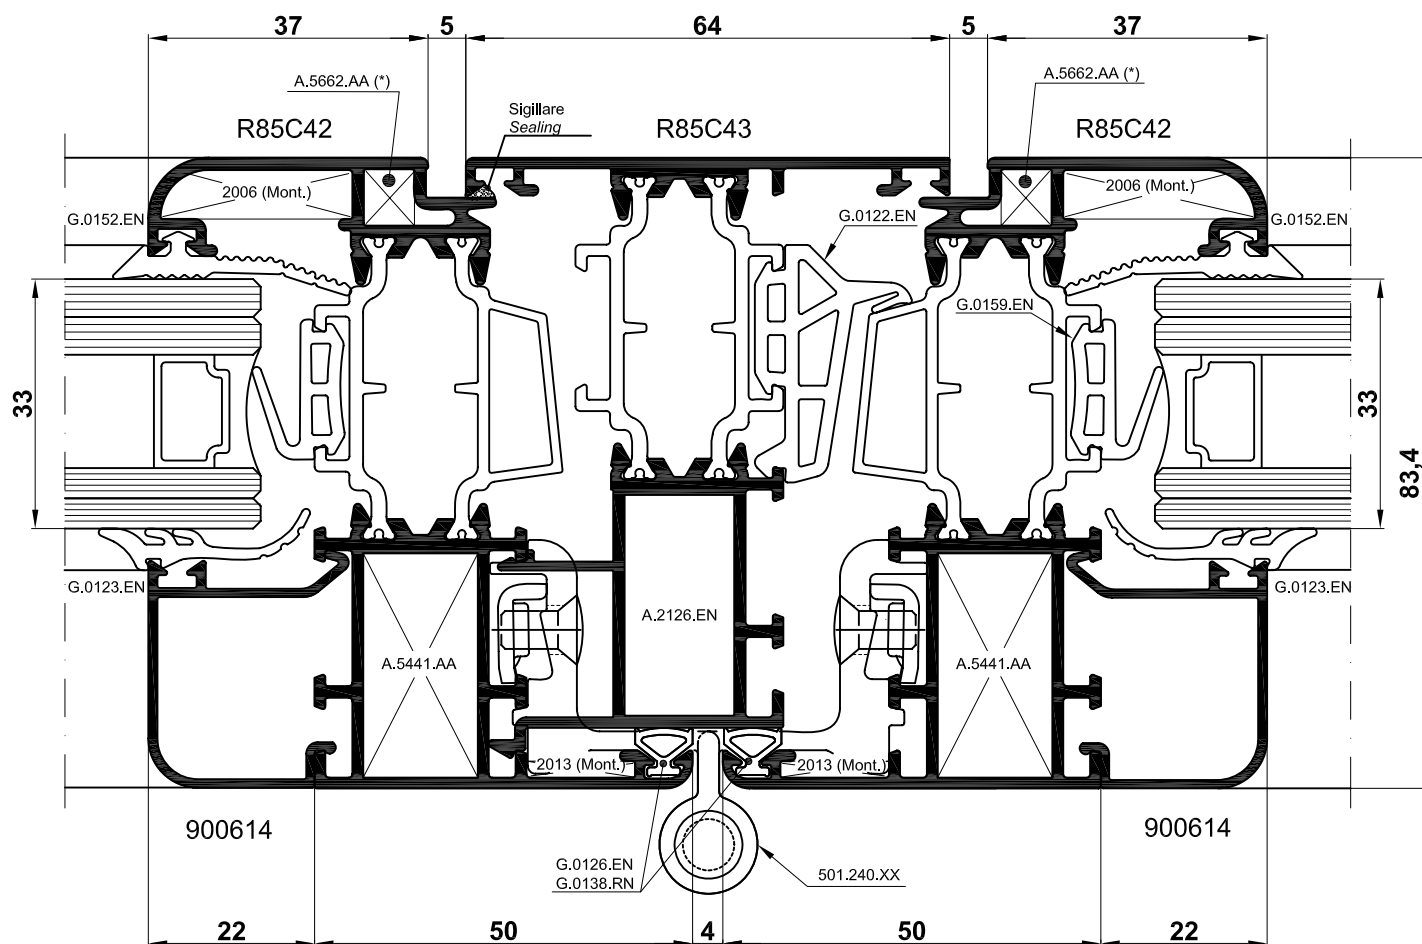 37 5 64 5 37
A.5662.AA (*)
A.5662.AA (*)
Sigillare
Sealing
R85C42
R85C43
R85C42
2006 (Mont.)
2006 (Mont.)
G.0152.EN
G.0122.EN
G.0152.EN
G.0159.EN
33
33
83,4
G.0123.EN
G.0123.EN
A.2126.EN
A.5441.AA
A.5441.AA
2013 (Mont.)
2013 (Mont.)
900614
900614
G.0126.EN
G.0138.RN
501.240.XX
22 50 4 50 22